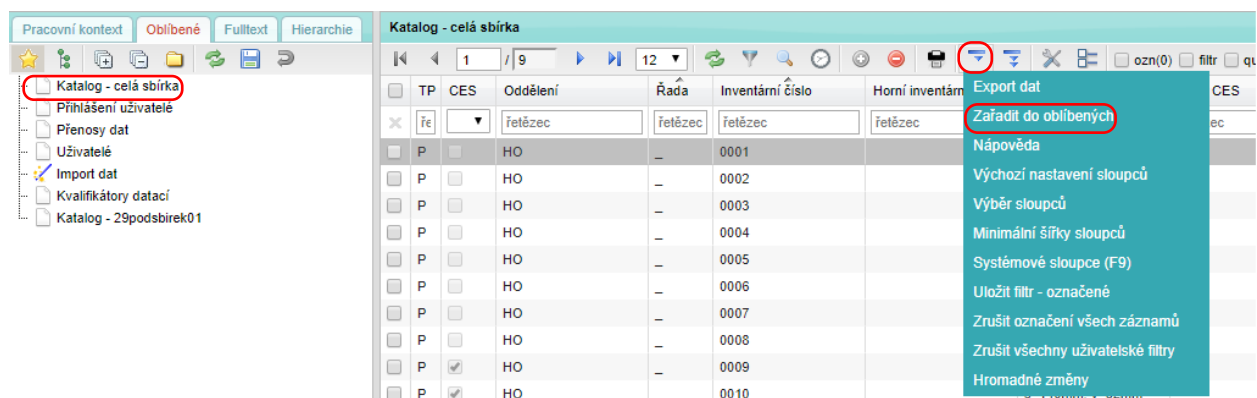 Pracovní kontext Oblíbené Fulltext Hierarchie
Katalog - celá sbírka
Přihlášení uživatelé
Přenosy dat
Uživatelé
Import dat
Kvalifikátory datací
Katalog - 29podsbirek01
Katalog - celá sbírka
1 / 9 12 ozn(0) filtr qu
TP CES Oddělení Řada Inventární číslo Horní inventárn CES
ře řetězec řetězec řetězec řetězec ec
P HO _ 0001
P HO _ 0002
P HO _ 0003
P HO _ 0004
P HO _ 0005
P HO _ 0006
P HO _ 0007
P HO _ 0008
P HO _ 0009
P HO 0010
Export dat
Zařadit do oblíbených
Nápověda
Výchozí nastavení sloupců
Výběr sloupců
Minimální šířky sloupců
Systémové sloupce (F9)
Uložit filtr - označené
Zrušit označení všech záznamů
Zrušit všechny uživatelské filtry
Hromadné změny